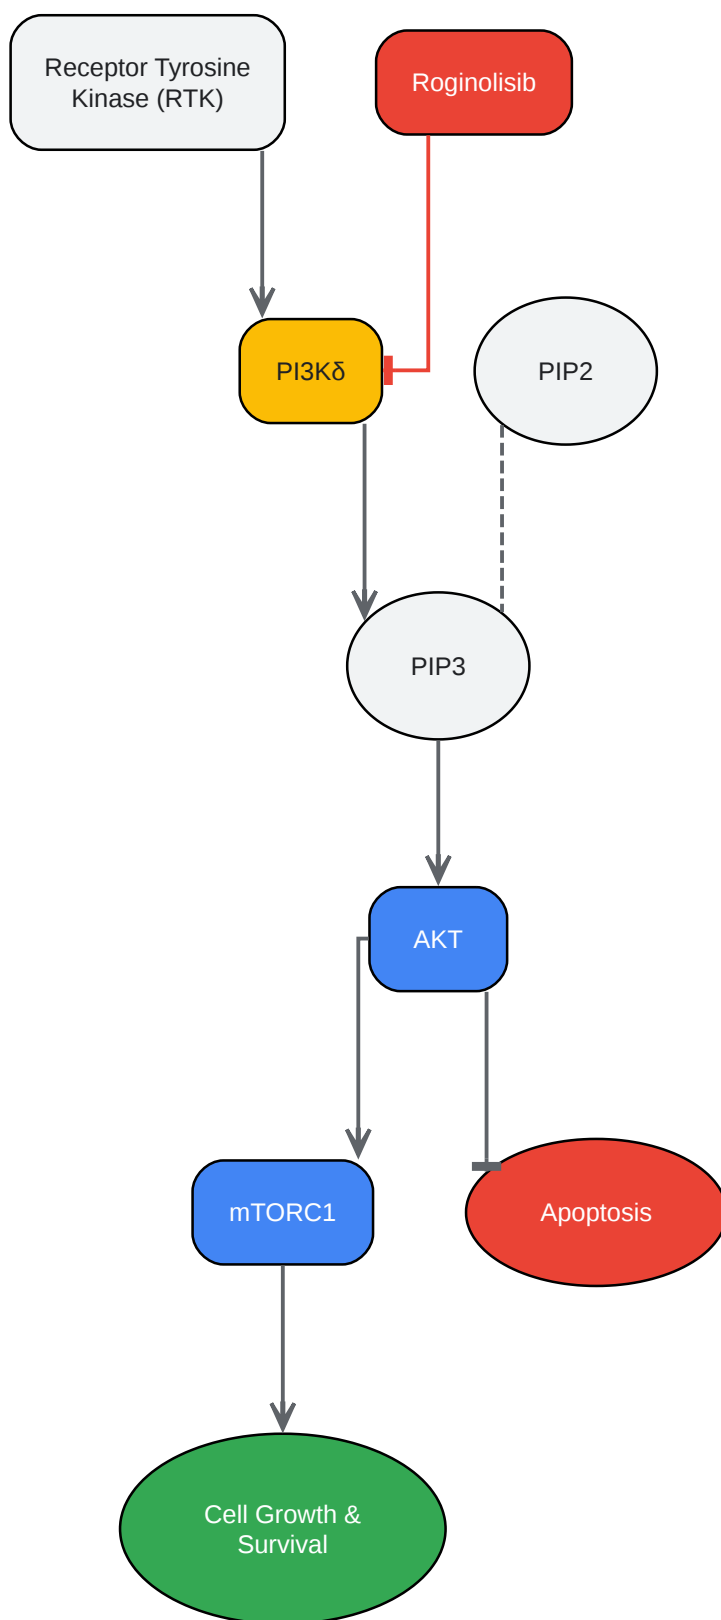 Receptor Tyrosine
Kinase (RTK)
Roginolisib
PI3Kδ
PIP2
PIP3
AKT
mTORC1
Apoptosis
Cell Growth &
Survival